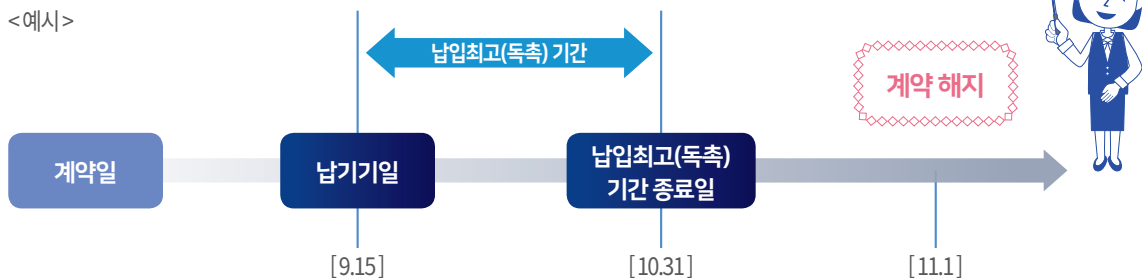 <예시>
납입최고(독촉) 기간
계약 해지
계약일
납기기일
납입최고(독촉)
기간 종료일
[9.15]
[10.31]
[11.1]